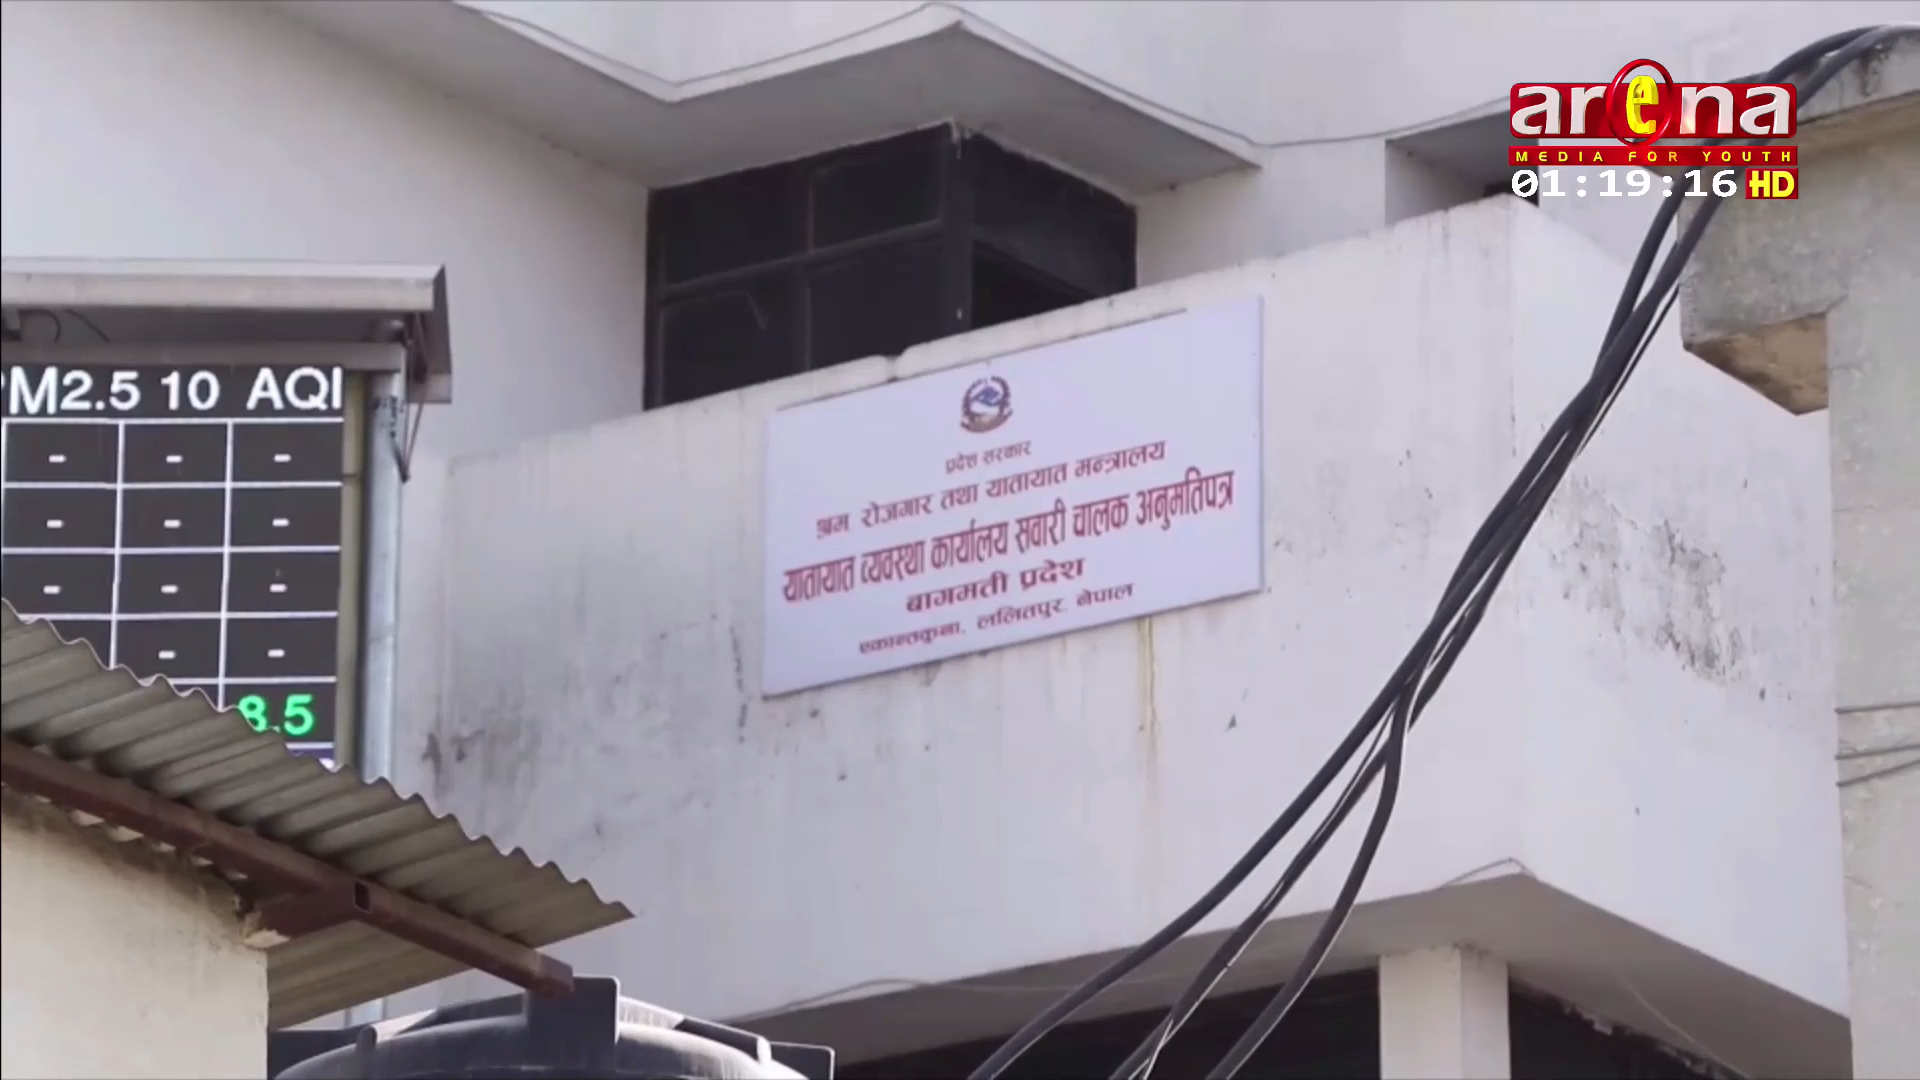 arena
MEDIA FOR YOUTH
01:19:16 HD
PM2.5 10 AQI
- - -
- - -
- - -
- -
8.5
प्रदेश सरकार
श्रम रोजगार तथा यातायात मन्त्रालय
यातायात व्यवस्था कार्यालय सवारी चालक अनुमतिपत्र
बागमती प्रदेश
एकान्तकुना, ललितपुर, नेपाल